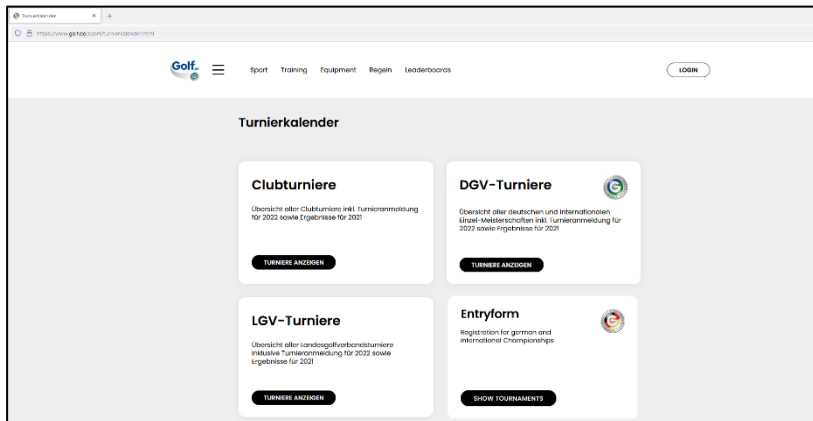 Turnierkalender
https://www.golf.de/sport/turnierkalender.html
Golf.de
Sport Training Equipment Regeln Leaderboards
LOGIN
Turnierkalender
Clubturniere
Übersicht aller Clubturniere inkl. Turnieranmeldung
für 2022 sowie Ergebnisse für 2021
TURNIERE ANZEIGEN
DGV-Turniere
Übersicht aller deutschen und Internationalen
Einzel-Meisterschaften inkl. Turnieranmeldung für
2022 sowie Ergebnisse für 2021
TURNIERE ANZEIGEN
LGV-Turniere
Übersicht aller Landesgolfverbandsturniere
Inklusive Turnieranmeldung für 2022 sowie
Ergebnisse für 2021
TURNIERE ANZEIGEN
Entryform
Registration for german and
international Championships
SHOW TOURNAMENTS